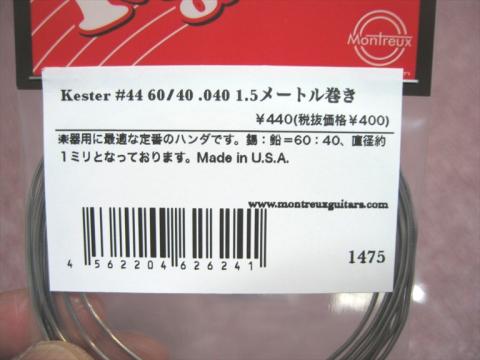 Montreux
Kester #44 60/40 .040 1.5メートル巻き
¥440(税抜価格¥400)
楽器用に最適な定番のハンダです。錫：鉛＝60：40、直径約
1ミリとなっております。Made in U.S.A.
www.montreuxguitars.com
4 562204 626241
1475